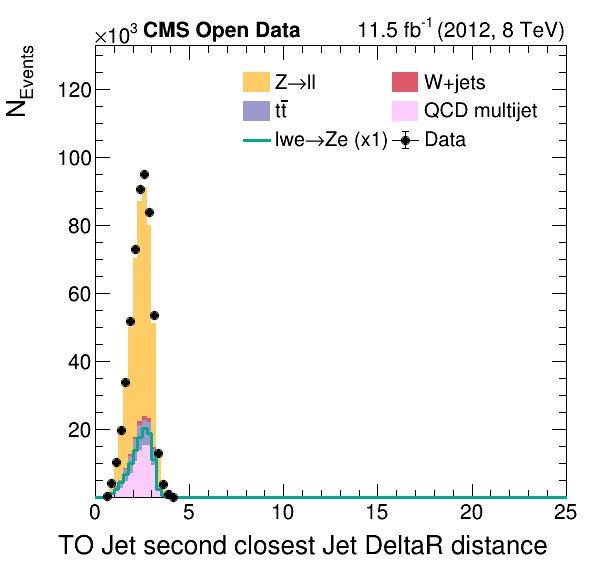 ×10³ CMS Open Data 11.5 fb⁻¹ (2012, 8 TeV)
N_Events
Z→ll W+jets
tt̄ QCD multijet
lwe→Ze (x1) Data
120
100
80
60
40
20
0 5 10 15 20 25
TO Jet second closest Jet DeltaR distance